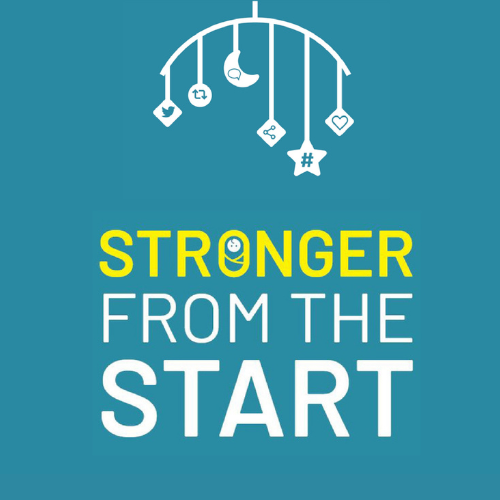 #
STRONGER
FROM THE
START